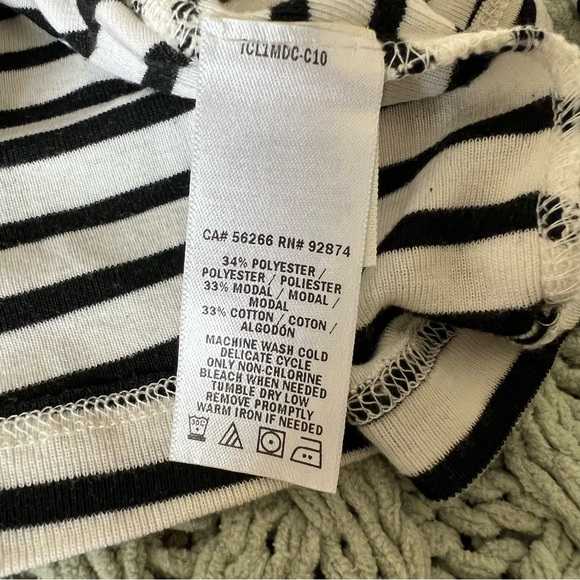 1CL1MDC-C10
CA# 56266 RN# 92874
34% POLYESTER /
POLYESTER / POLIESTER
33% MODAL / MODAL /
MODAL
33% COTTON / COTON /
ALGODÓN
MACHINE WASH COLD
DELICATE CYCLE
ONLY NON-CHLORINE
BLEACH WHEN NEEDED
TUMBLE DRY LOW
REMOVE PROMPTLY
WARM IRON IF NEEDED